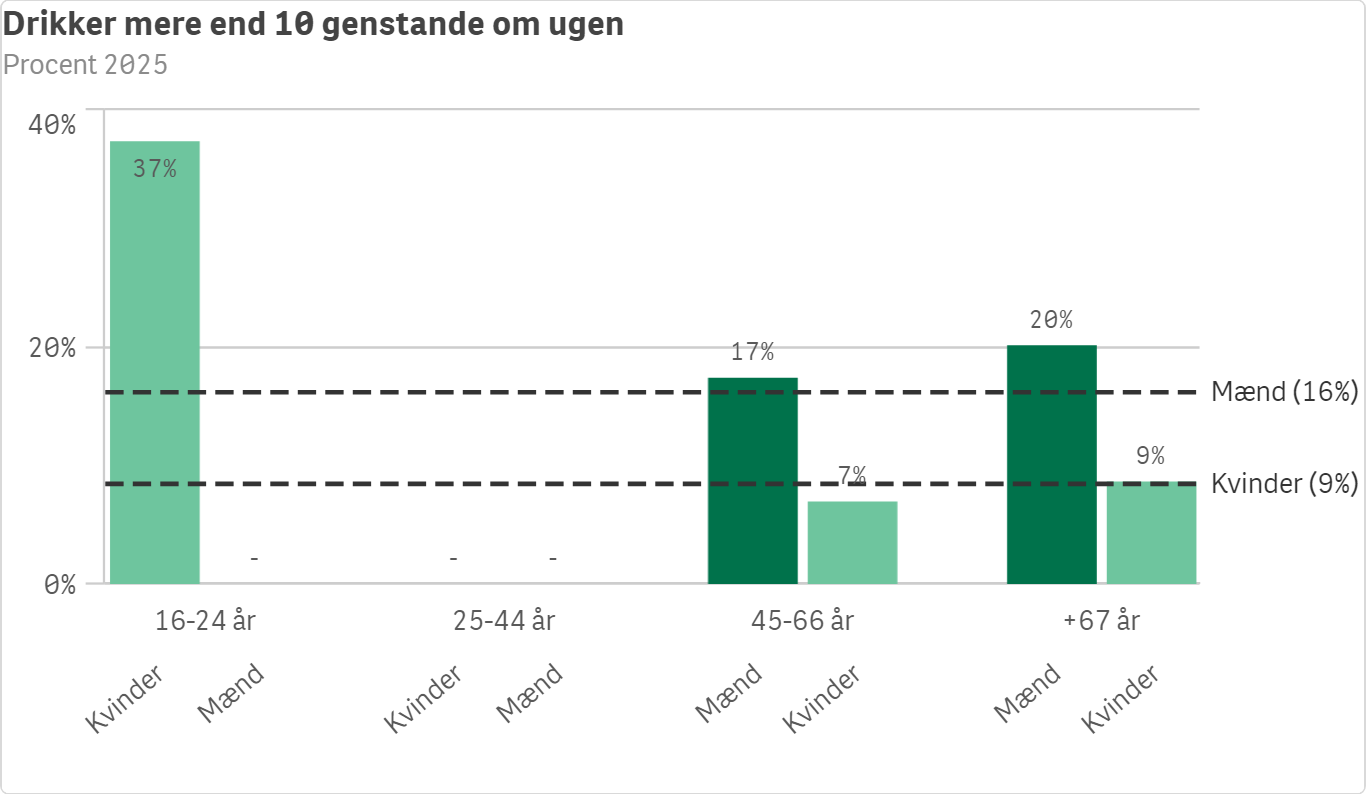 Drikker mere end 10 genstande om ugen
Procent 2025
40%
37%
20%
20%
17%
Mænd (16%)
9%
7%
Kvinder (9%)
- - -
0%
16-24 år 25-44 år 45-66 år +67 år
Kvinder Mænd Kvinder Mænd Mænd Kvinder Mænd Kvinder